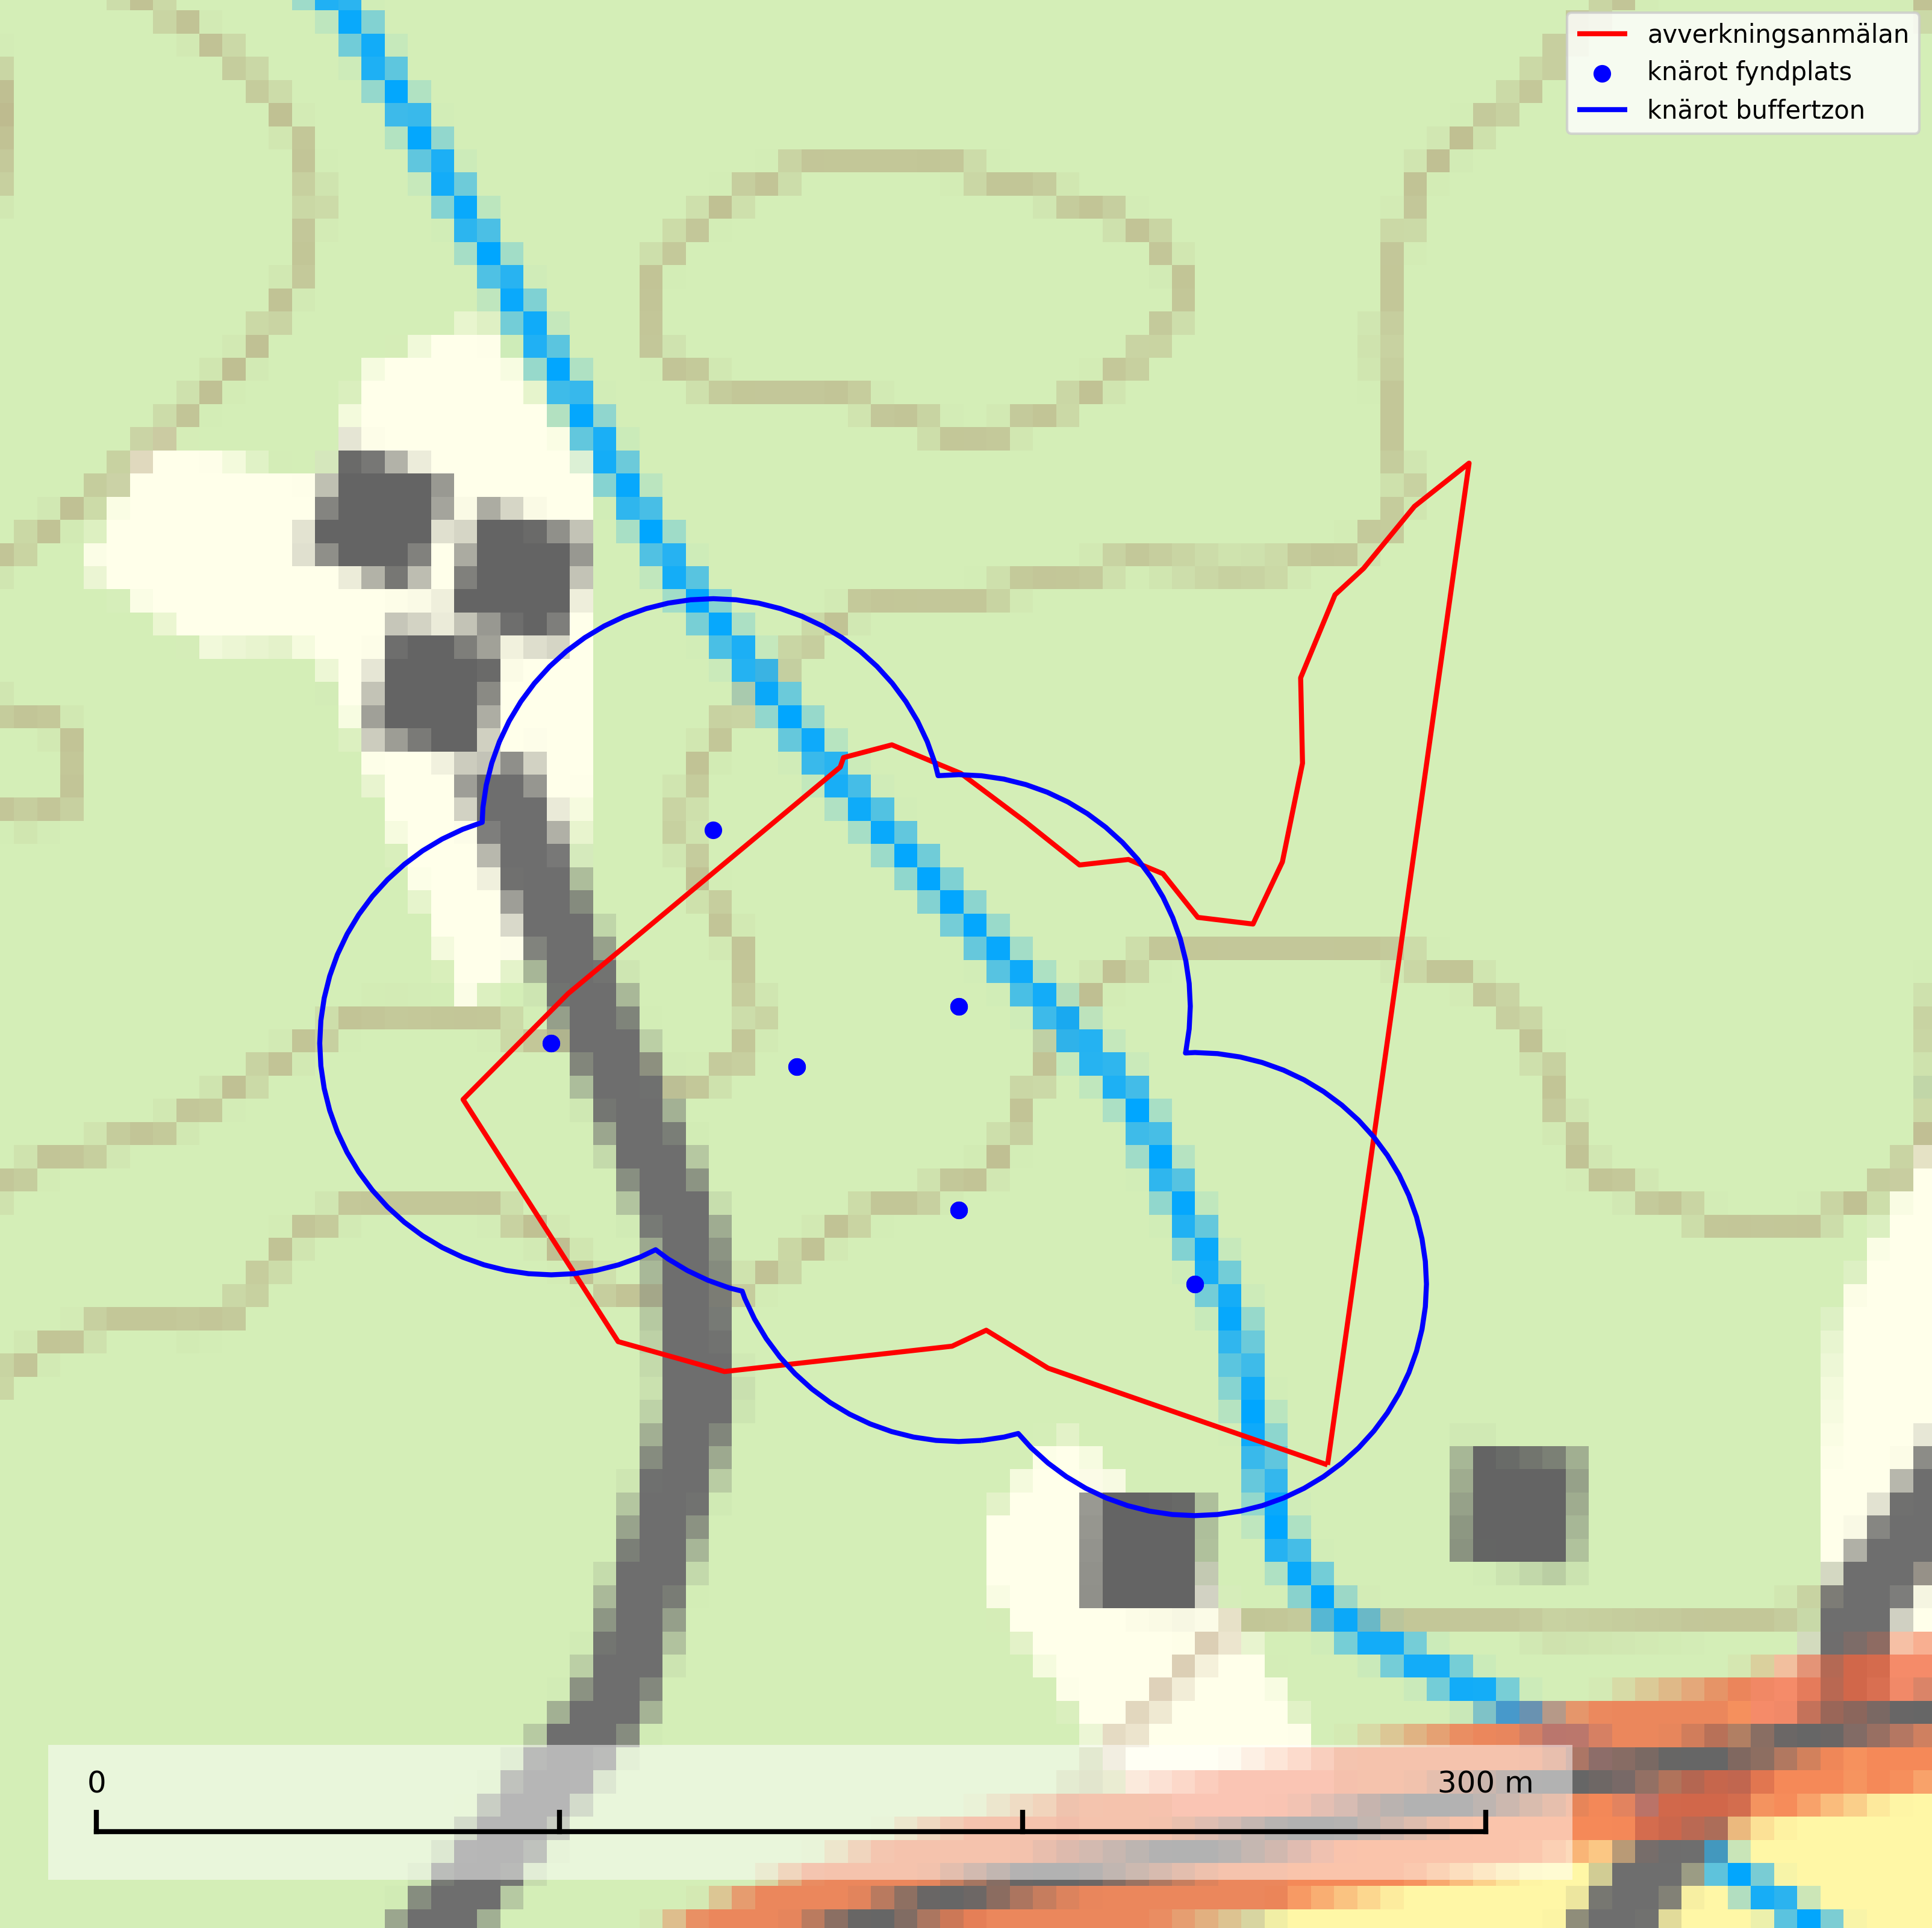 avverkningsanmälan
knärot fyndplats
knärot buffertzon
0 300 m